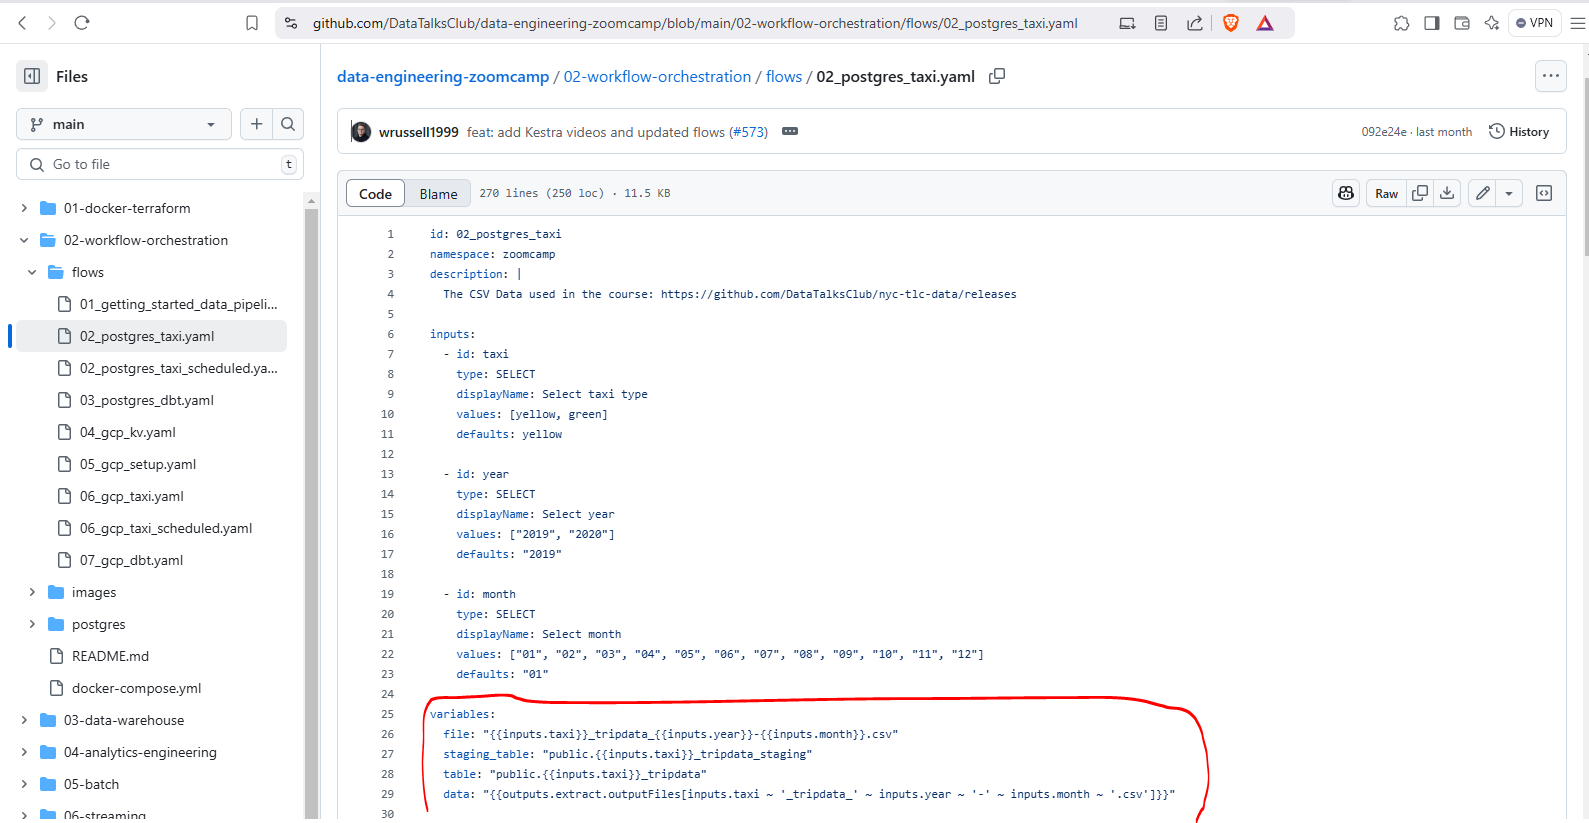 github.com/DataTalksClub/data-engineering-zoomcamp/blob/main/02-workflow-orchestration/flows/02_postgres_taxi.yaml
VPN
Files
main
Go to file
t
01-docker-terraform
02-workflow-orchestration
flows
01_getting_started_data_pipeli...
02_postgres_taxi.yaml
02_postgres_taxi_scheduled.ya...
03_postgres_dbt.yaml
04_gcp_kv.yaml
05_gcp_setup.yaml
06_gcp_taxi.yaml
06_gcp_taxi_scheduled.yaml
07_gcp_dbt.yaml
images
postgres
README.md
docker-compose.yml
03-data-warehouse
04-analytics-engineering
05-batch
06-streaming
data-engineering-zoomcamp / 02-workflow-orchestration / flows / 02_postgres_taxi.yaml
wrussell1999 feat: add Kestra videos and updated flows (#573)
092e24e · last month
History
Code Blame 270 lines (250 loc) · 11.5 KB
Raw
1 id: 02_postgres_taxi
2 namespace: zoomcamp
3 description: |
4 The CSV Data used in the course: https://github.com/DataTalksClub/nyc-tlc-data/releases
5
6 inputs:
7 - id: taxi
8 type: SELECT
9 displayName: Select taxi type
10 values: [yellow, green]
11 defaults: yellow
12
13 - id: year
14 type: SELECT
15 displayName: Select year
16 values: ["2019", "2020"]
17 defaults: "2019"
18
19 - id: month
20 type: SELECT
21 displayName: Select month
22 values: ["01", "02", "03", "04", "05", "06", "07", "08", "09", "10", "11", "12"]
23 defaults: "01"
24
25 variables:
26 file: "{{inputs.taxi}}_tripdata_{{inputs.year}}-{{inputs.month}}.csv"
27 staging_table: "public.{{inputs.taxi}}_tripdata_staging"
28 table: "public.{{inputs.taxi}}_tripdata"
29 data: "{{outputs.extract.outputFiles[inputs.taxi ~ '_tripdata_' ~ inputs.year ~ '-' ~ inputs.month ~ '.csv']}}"
30